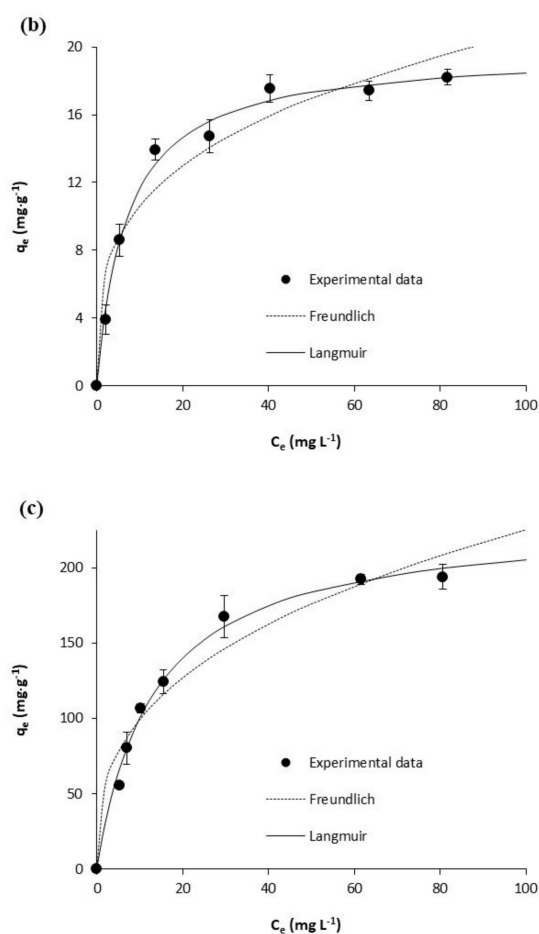 (b)
20
16
12
8
4
0
qₑ (mg·g⁻¹)
Experimental data
Freundlich
Langmuir
0 20 40 60 80 100
Cₑ (mg L⁻¹)
(c)
200
150
100
50
0
qₑ (mg·g⁻¹)
Experimental data
Freundlich
Langmuir
0 20 40 60 80 100
Cₑ (mg L⁻¹)